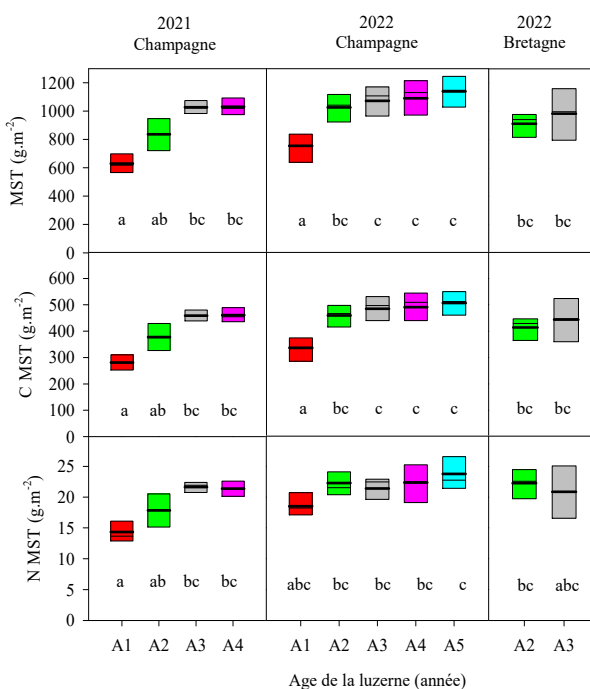 2021 2022 2022
Champagne Champagne Bretagne
MST (g.m-2)
1200
1000
800
600
400
200
0
a ab bc bc a bc c c c bc bc
C MST (g.m-2)
600
500
400
300
200
100
0
a ab bc bc a bc c c c bc bc
N MST (g.m-2)
25
20
15
10
5
0
a ab bc bc abc bc bc bc c bc abc
A1 A2 A3 A4 A1 A2 A3 A4 A5 A2 A3
Age de la luzerne (année)